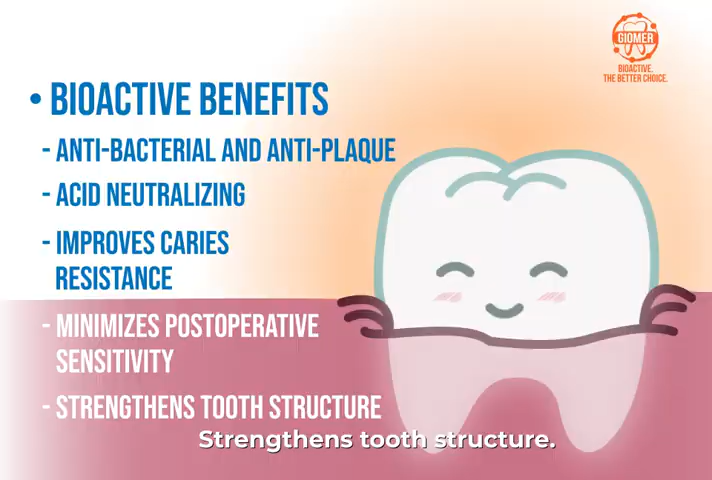 GIOMER
BIOACTIVE.
THE BETTER CHOICE.
• BIOACTIVE BENEFITS
- ANTI-BACTERIAL AND ANTI-PLAQUE
- ACID NEUTRALIZING
- IMPROVES CARIES
RESISTANCE
- MINIMIZES POSTOPERATIVE
SENSITIVITY
- STRENGTHENS TOOTH STRUCTURE
Strengthens tooth structure.